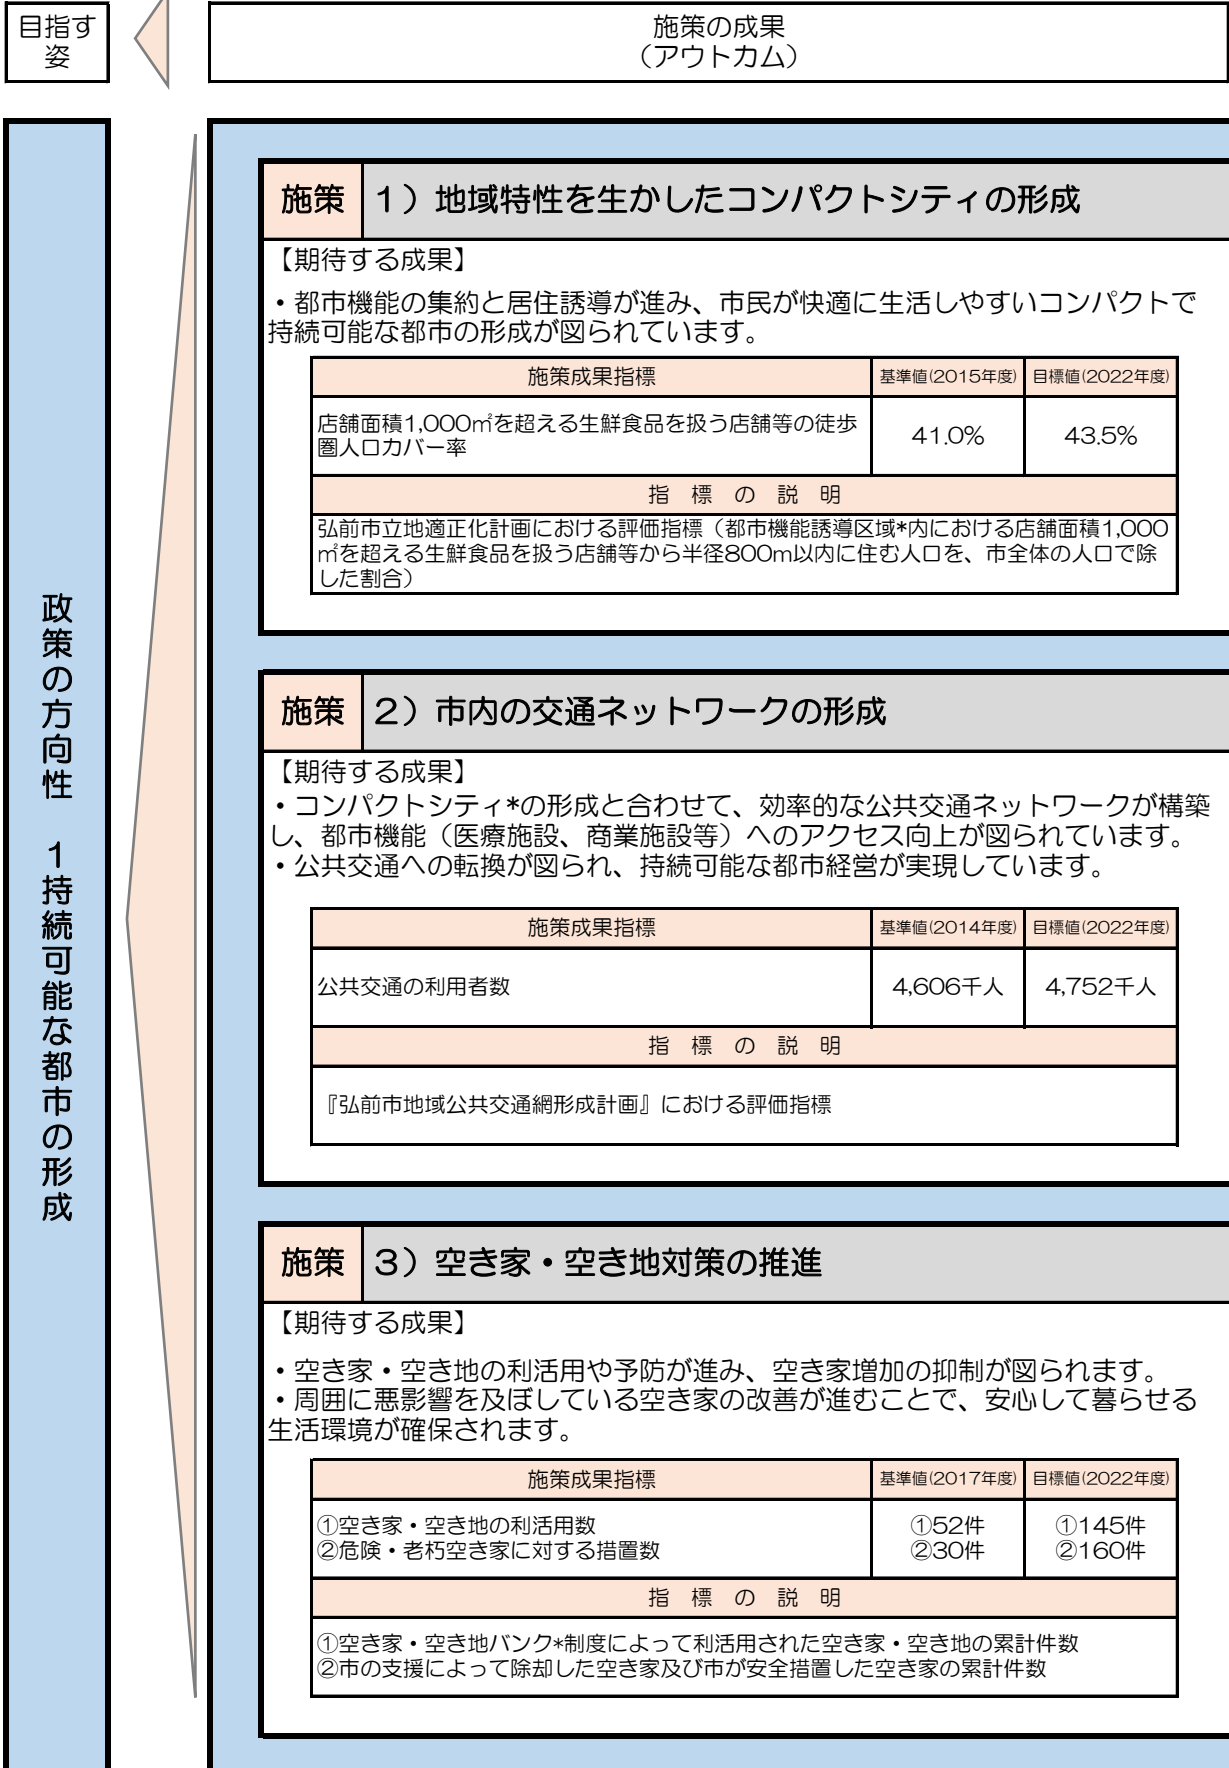 目指す
姿
施策の成果
（アウトカム）
政策の方向性　１持続可能な都市の形成
施策
１）地域特性を生かしたコンパクトシティの形成
【期待する成果】
・都市機能の集約と居住誘導が進み、市民が快適に生活しやすいコンパクトで
持続可能な都市の形成が図られています。
施策成果指標
基準値(2015年度)
目標値(2022年度)
店舗面積1,000㎡を超える生鮮食品を扱う店舗等の徒歩
圏人口カバー率
41.0%
43.5%
指　標　の　説　明
弘前市立地適正化計画における評価指標（都市機能誘導区域*内における店舗面積1,000
㎡を超える生鮮食品を扱う店舗等から半径800m以内に住む人口を、市全体の人口で除
した割合）
施策
２）市内の交通ネットワークの形成
【期待する成果】
・コンパクトシティ*の形成と合わせて、効率的な公共交通ネットワークが構築
し、都市機能（医療施設、商業施設等）へのアクセス向上が図られています。
・公共交通への転換が図られ、持続可能な都市経営が実現しています。
施策成果指標
基準値(2014年度)
目標値(2022年度)
公共交通の利用者数
4,606千人
4,752千人
指　標　の　説　明
『弘前市地域公共交通網形成計画』における評価指標
施策
３）空き家・空き地対策の推進
【期待する成果】
・空き家・空き地の利活用や予防が進み、空き家増加の抑制が図られます。
・周囲に悪影響を及ぼしている空き家の改善が進むことで、安心して暮らせる
生活環境が確保されます。
施策成果指標
基準値(2017年度)
目標値(2022年度)
①空き家・空き地の利活用数
②危険・老朽空き家に対する措置数
①52件
②30件
①145件
②160件
指　標　の　説　明
①空き家・空き地バンク*制度によって利活用された空き家・空き地の累計件数
②市の支援によって除却した空き家及び市が安全措置した空き家の累計件数